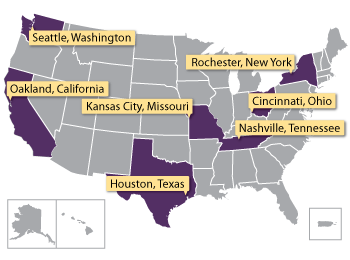 Seattle, Washington
Rochester, New York
Oakland, California
Kansas City, Missouri
Cincinnati, Ohio
Nashville, Tennessee
Houston, Texas